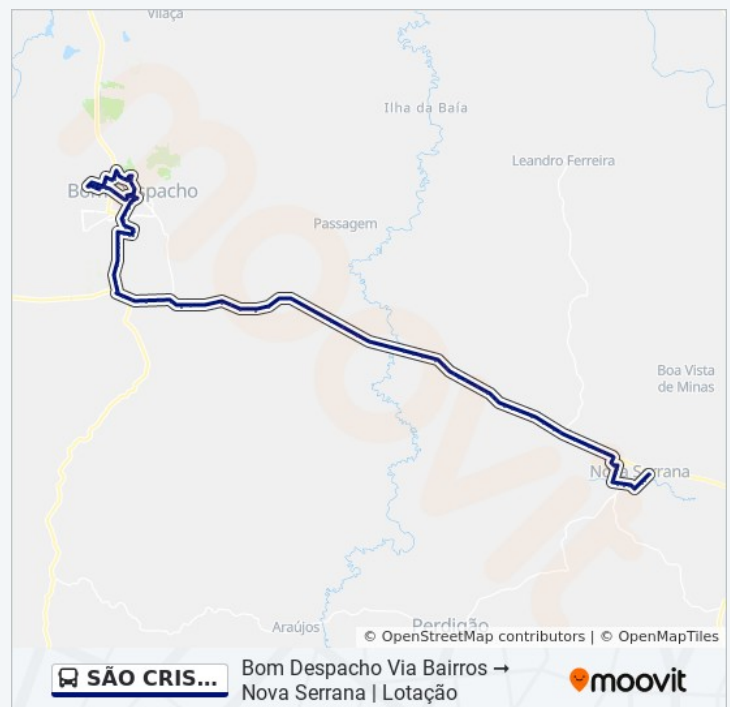 Vilaça
Ilha da Baía
Leandro Ferreira
Bom Despacho
Passagem
Boa Vista
de Minas
Nova Serrana
Araújos
Perdigão
© OpenStreetMap contributors | © OpenMapTiles
SÃO CRIS...
Bom Despacho Via Bairros →
Nova Serrana | Lotação
moovit
moovit